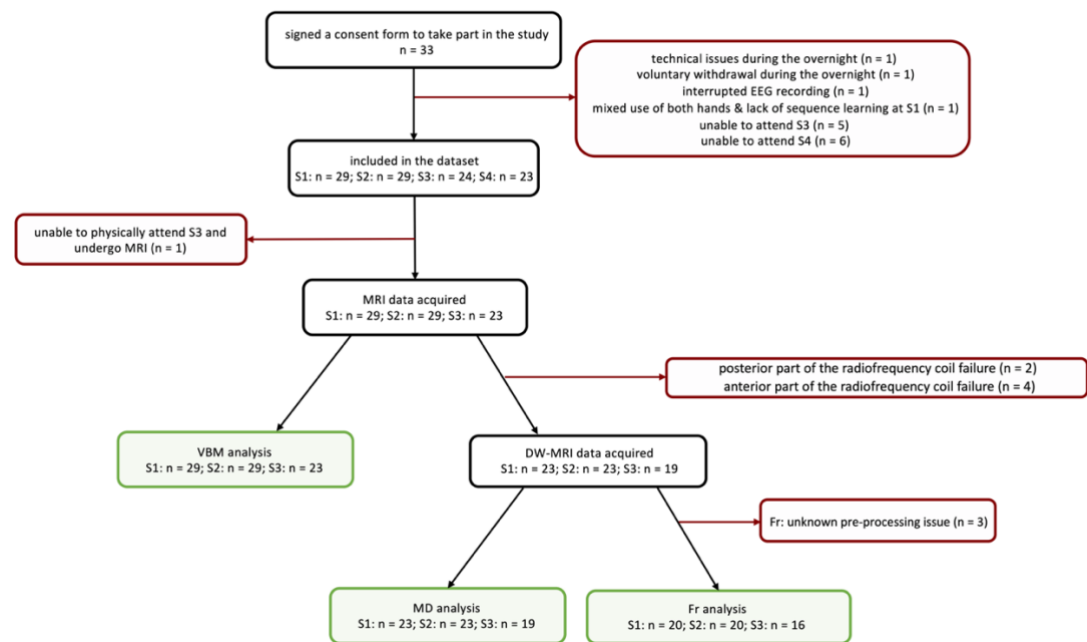 signed a consent form to take part in the study
n = 33
technical issues during the overnight (n = 1)
voluntary withdrawal during the overnight (n = 1)
interrupted EEG recording (n = 1)
mixed use of both hands & lack of sequence learning at S1 (n = 1)
unable to attend S3 (n = 5)
unable to attend S4 (n = 6)
included in the dataset
S1: n = 29; S2: n = 29; S3: n = 24; S4: n = 23
unable to physically attend S3 and
undergo MRI (n = 1)
MRI data acquired
S1: n = 29; S2: n = 29; S3: n = 23
posterior part of the radiofrequency coil failure (n = 2)
anterior part of the radiofrequency coil failure (n = 4)
VBM analysis
S1: n = 29; S2: n = 29; S3: n = 23
DW-MRI data acquired
S1: n = 23; S2: n = 23; S3: n = 19
Fr: unknown pre-processing issue (n = 3)
MD analysis
S1: n = 23; S2: n = 23; S3: n = 19
Fr analysis
S1: n = 20; S2: n = 20; S3: n = 16